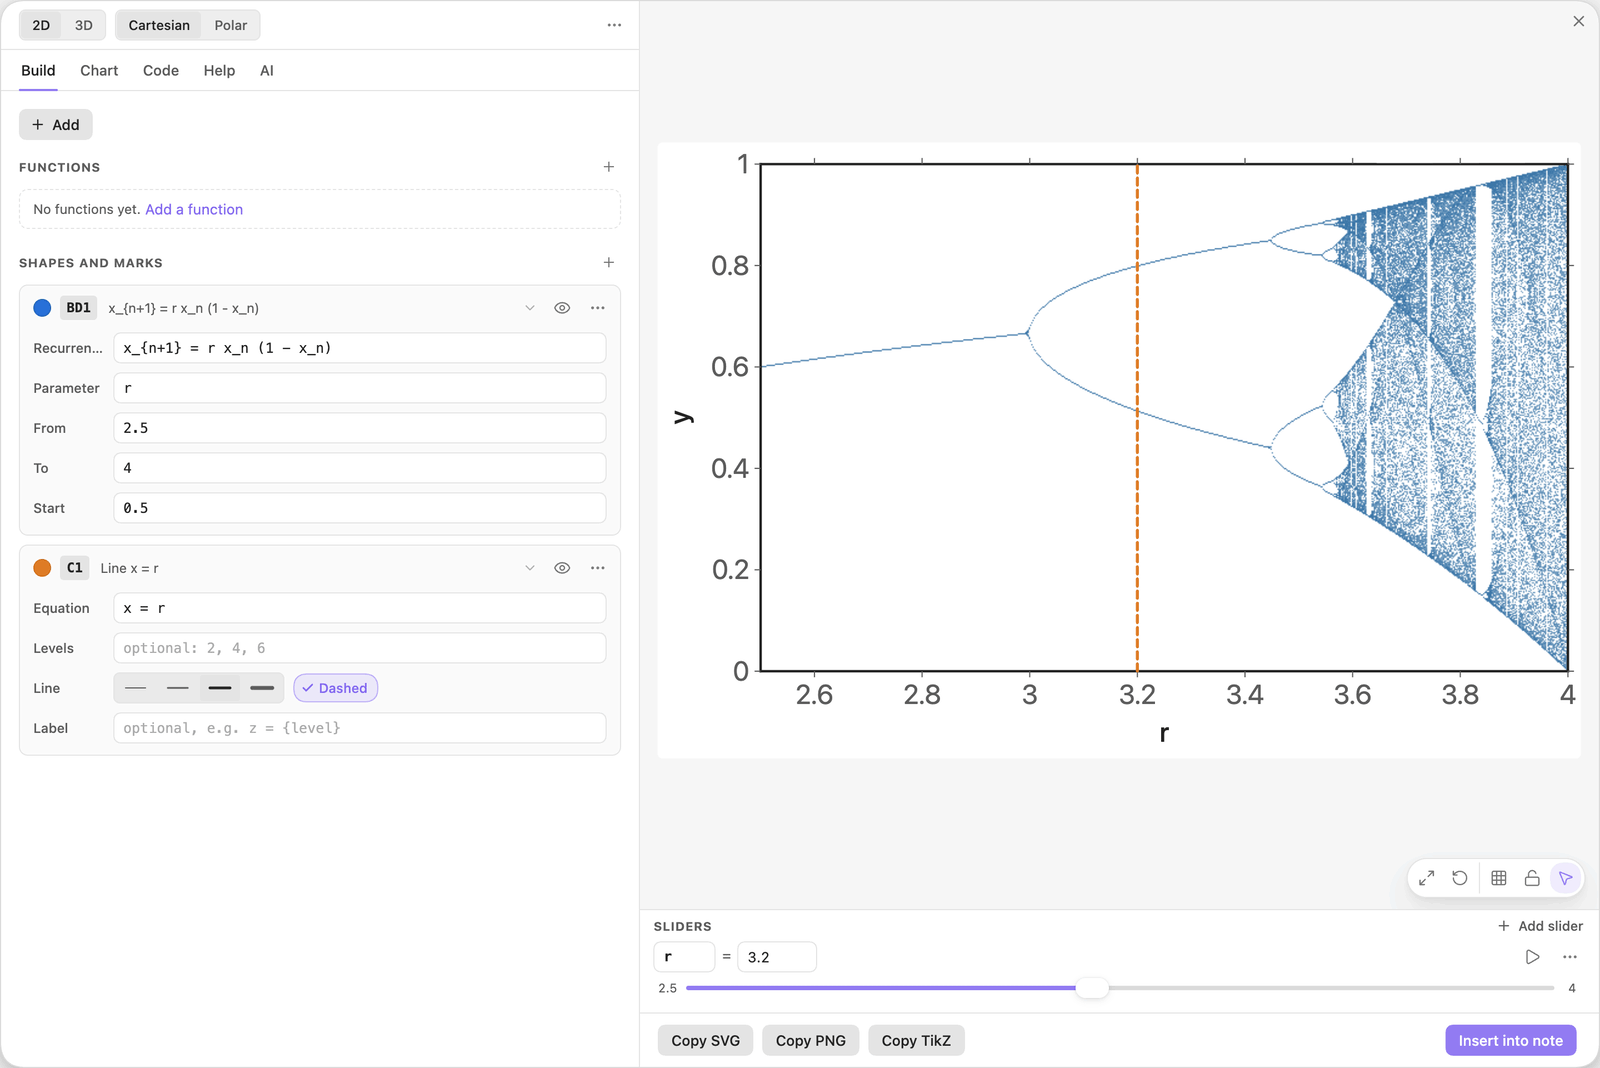 2D 3D Cartesian Polar
Build Chart Code Help AI
Add
FUNCTIONS
No functions yet. Add a function
SHAPES AND MARKS
BD1 x_{n+1} = r x_n (1 - x_n)
Recurren... x_{n+1} = r x_n (1 − x_n)
Parameter r
From 2.5
To 4
Start 0.5
C1 Line x = r
Equation x = r
Levels optional: 2, 4, 6
Line Dashed
Label optional, e.g. z = {level}
1
0.8
0.6
y
0.4
0.2
0
2.6 2.8 3 3.2 3.4 3.6 3.8 4
r
SLIDERS Add slider
r = 3.2
2.5 4
Copy SVG Copy PNG Copy TikZ Insert into note